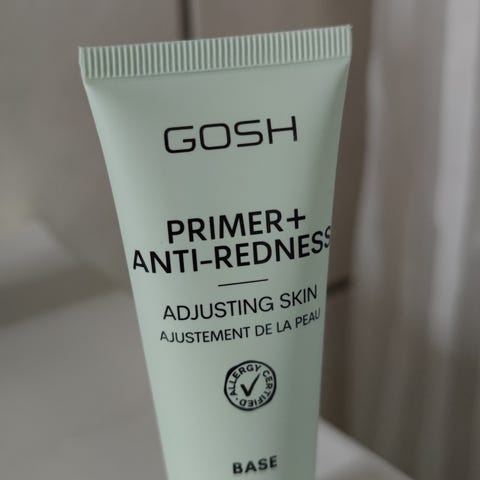 GOSH
PRIMER+
ANTI-REDNESS
ADJUSTING SKIN
AJUSTEMENT DE LA PEAU
ALLERGY CERTIFIED
BASE